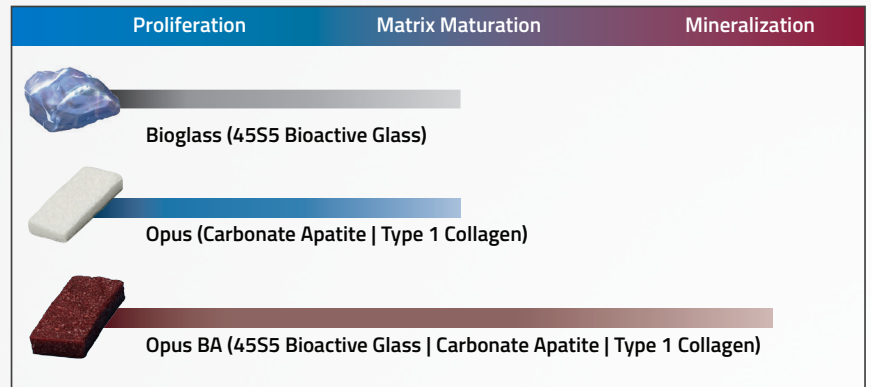 Proliferation Matrix Maturation Mineralization
Bioglass (45S5 Bioactive Glass)
Opus (Carbonate Apatite | Type 1 Collagen)
Opus BA (45S5 Bioactive Glass | Carbonate Apatite | Type 1 Collagen)